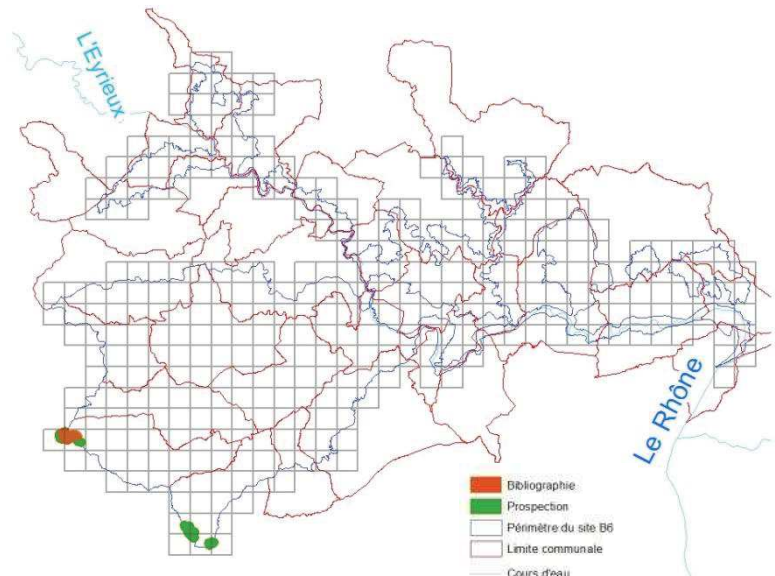 L'Eyrieux
Le Rhône
Bibliographie
Prospection
Périmètre du site B6
Limite communale
Cours d'eau